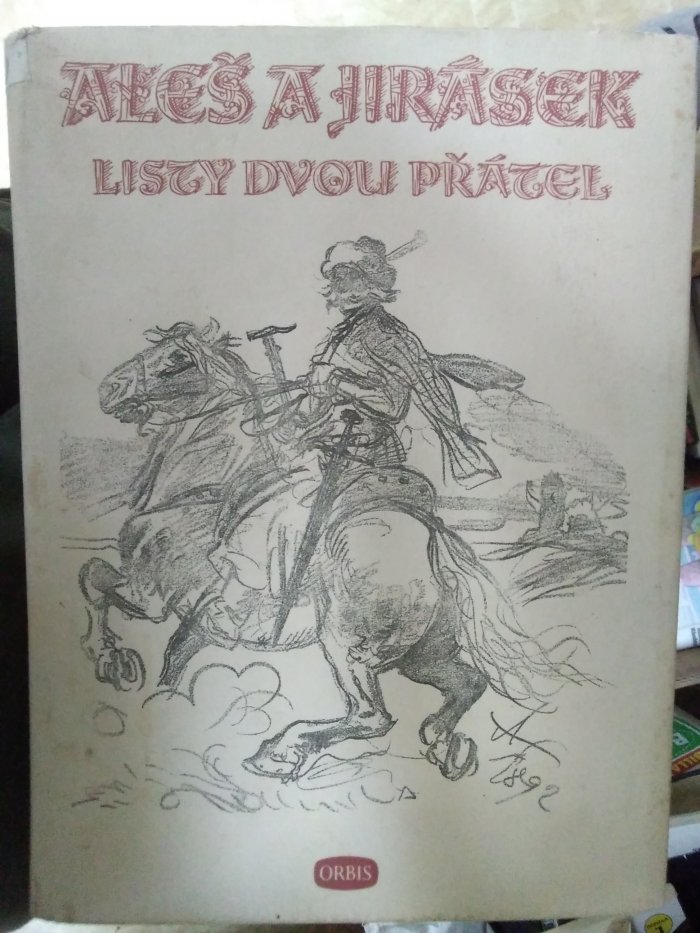 ALEŠ A JIRÁSEK
LISTY DVOU PŘÁTEL
1892
ORBIS